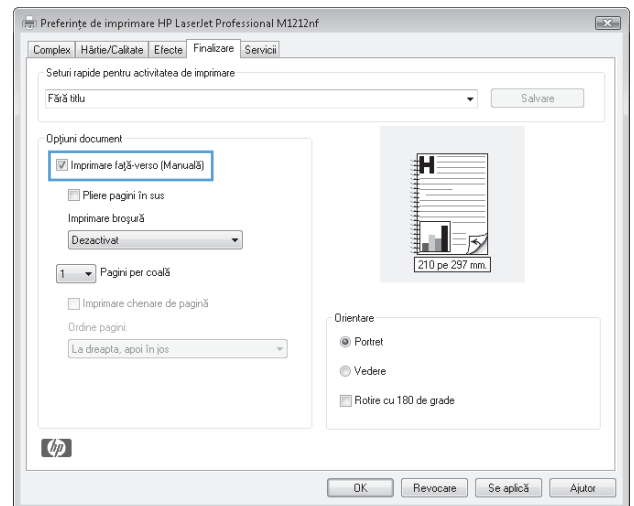 Preferințe de imprimare HP LaserJet Professional M1212nf
Complex Hârtie/Calitate Efecte Finalizare Servicii
Seturi rapide pentru activitatea de imprimare
Fără titlu
Salvare
Opțiuni document
Imprimare față-verso (Manuală)
Pliere pagini în sus
Imprimare broșură
Dezactivat
1 Pagini per coală
Imprimare chenare de pagină
Ordine pagini:
La dreapta, apoi în jos
H
210 pe 297 mm.
Orientare
Portret
Vedere
Rotire cu 180 de grade
hp
OK Revocare Se aplică Ajutor